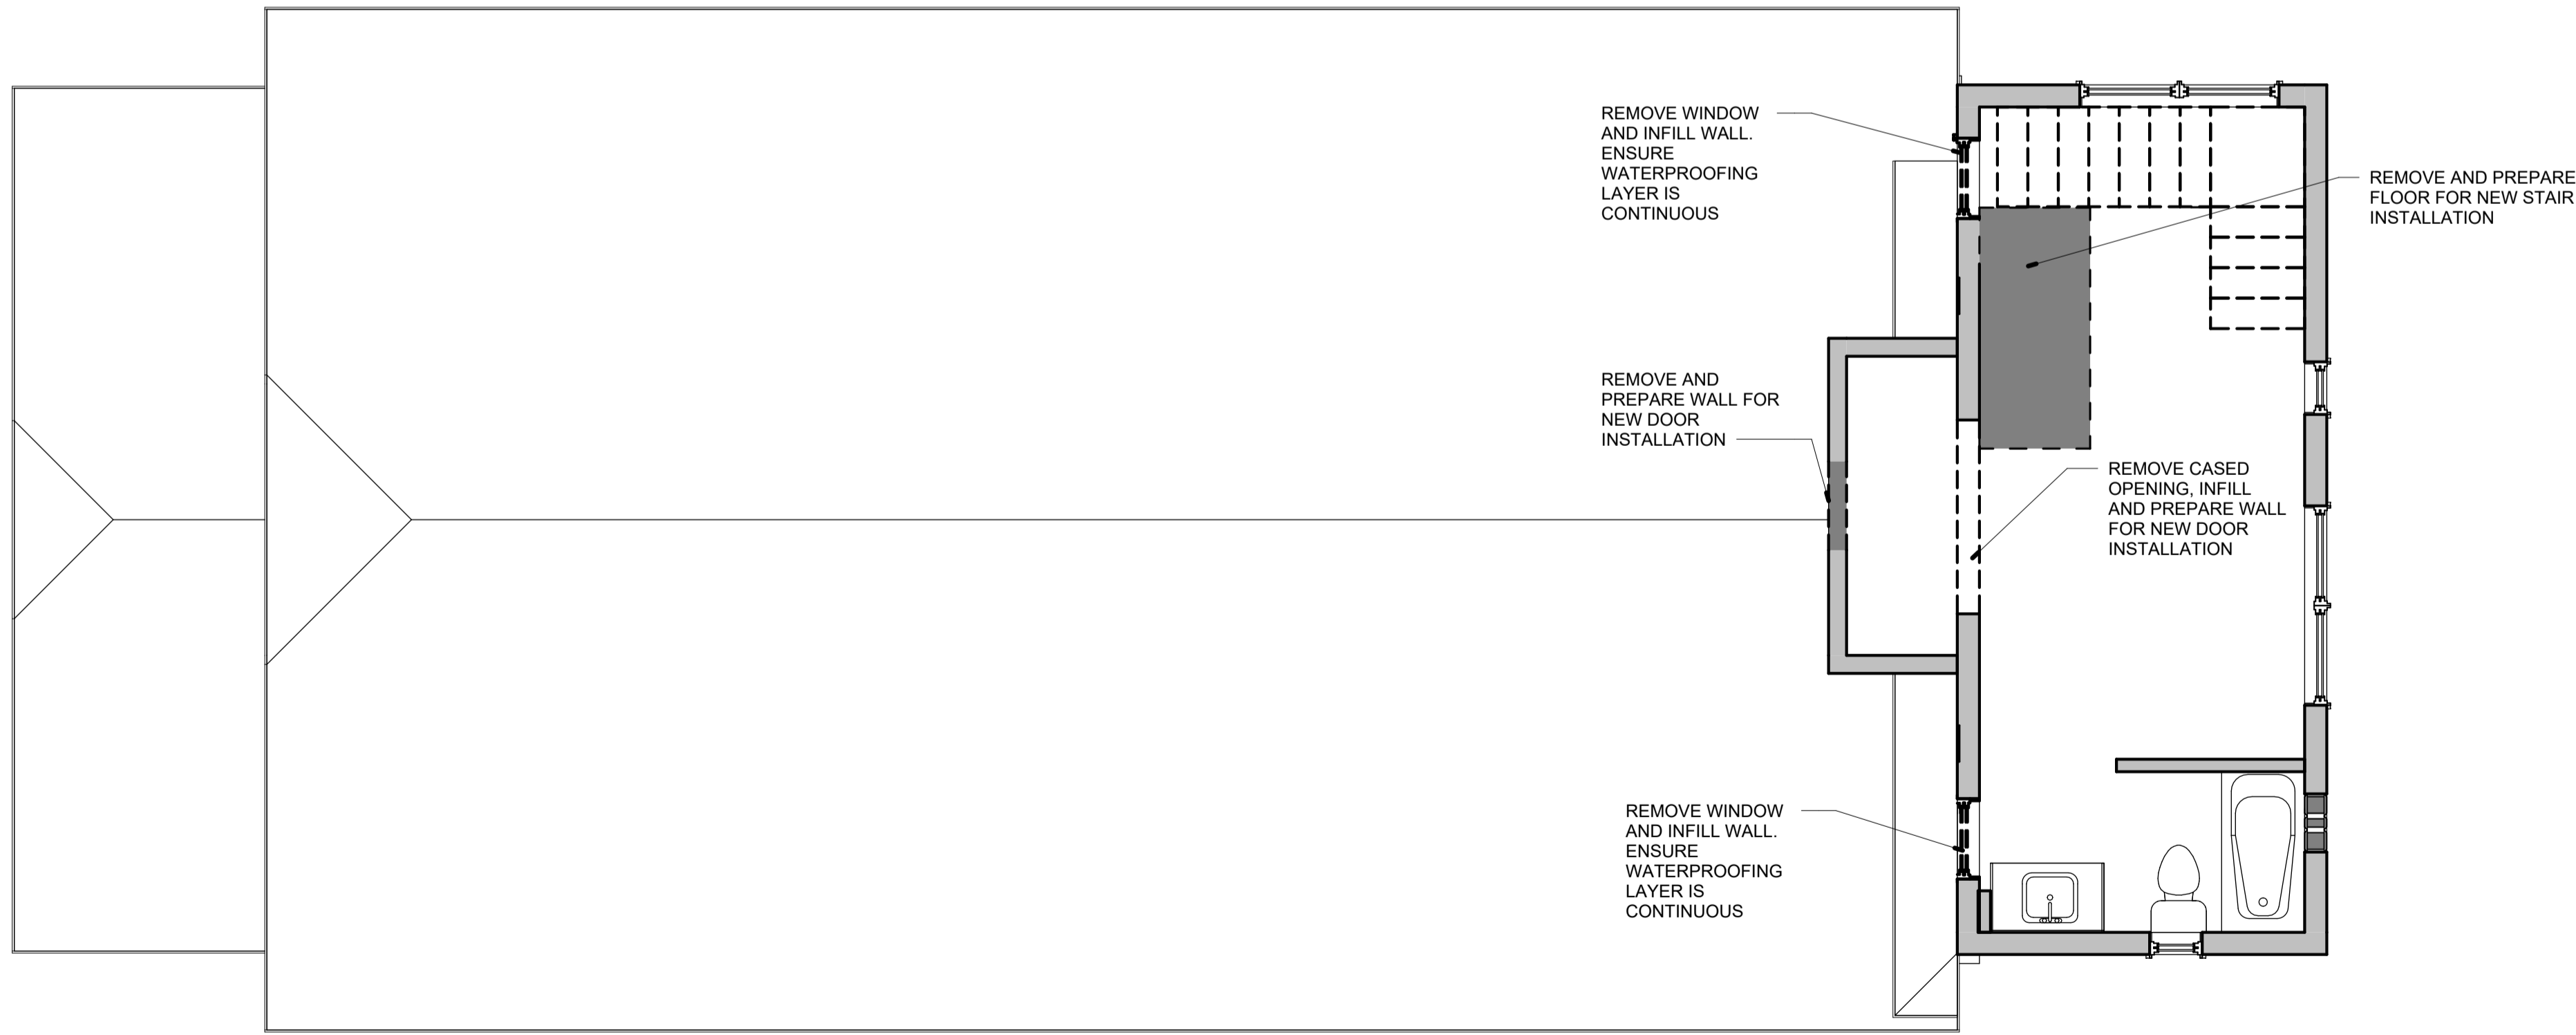 REMOVE WINDOW
AND INFILL WALL.
ENSURE
WATERPROOFING
LAYER IS
CONTINUOUS
REMOVE AND PREPARE
FLOOR FOR NEW STAIR
INSTALLATION
REMOVE AND
PREPARE WALL FOR
NEW DOOR
INSTALLATION
REMOVE CASED
OPENING, INFILL
AND PREPARE WALL
FOR NEW DOOR
INSTALLATION
REMOVE WINDOW
AND INFILL WALL.
ENSURE
WATERPROOFING
LAYER IS
CONTINUOUS